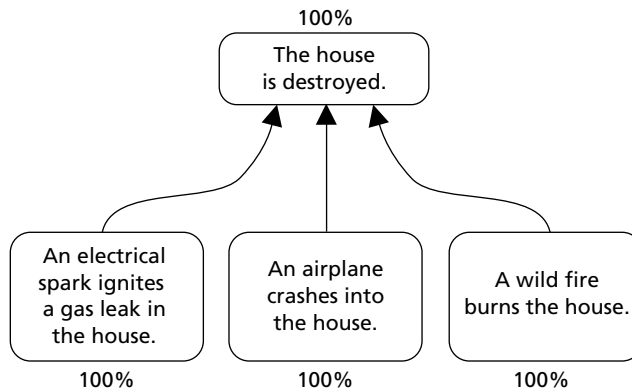 100%
The house
is destroyed.
An electrical
spark ignites
a gas leak in
the house.
An airplane
crashes into
the house.
A wild fire
burns the house.
100%
100%
100%